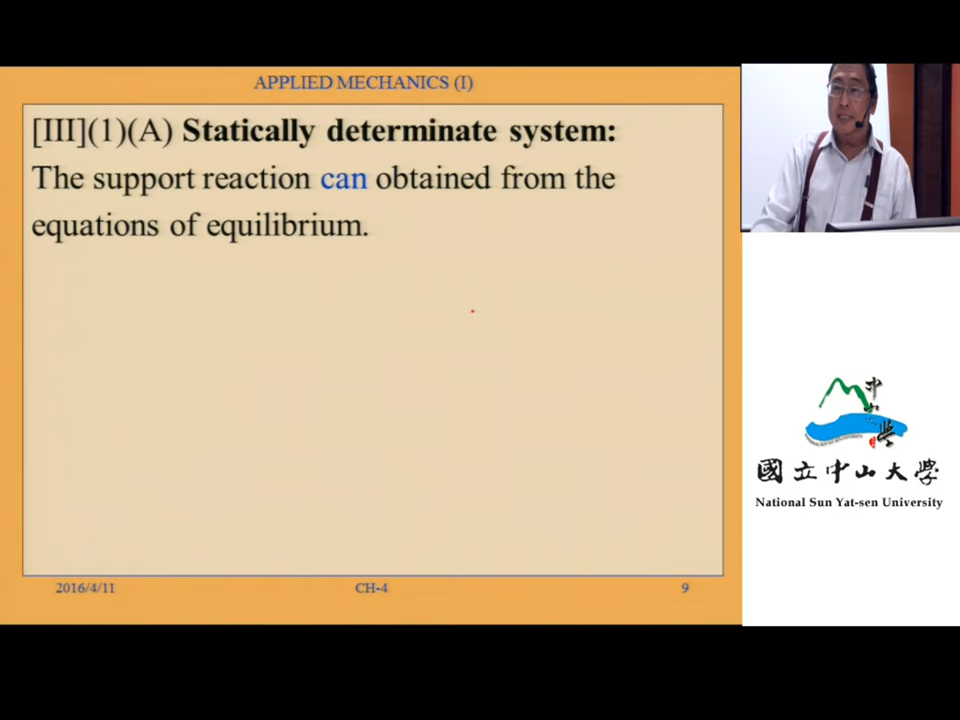 APPLIED MECHANICS (I)
[III](1)(A) Statically determinate system:
The support reaction can obtained from the
equations of equilibrium.
2016/4/11
CH-4
9
國立中山大學
National Sun Yat-sen University